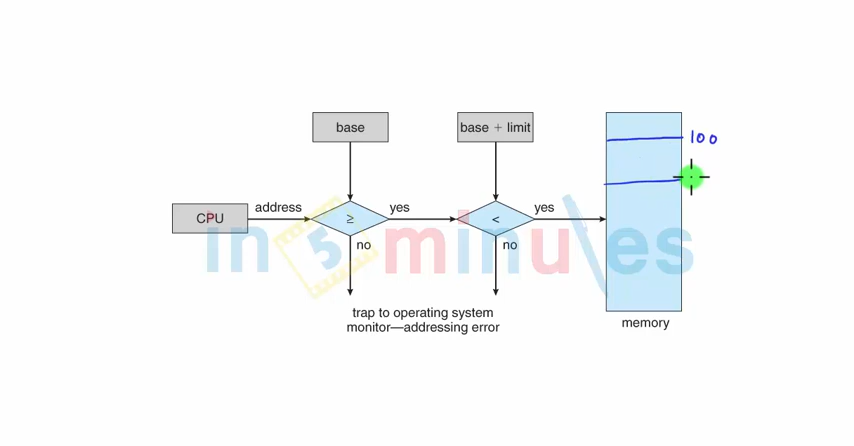 base
base + limit
100
CPU
address
≥
yes
<
yes
no
no
in 5 minutes
trap to operating system
monitor—addressing error
memory